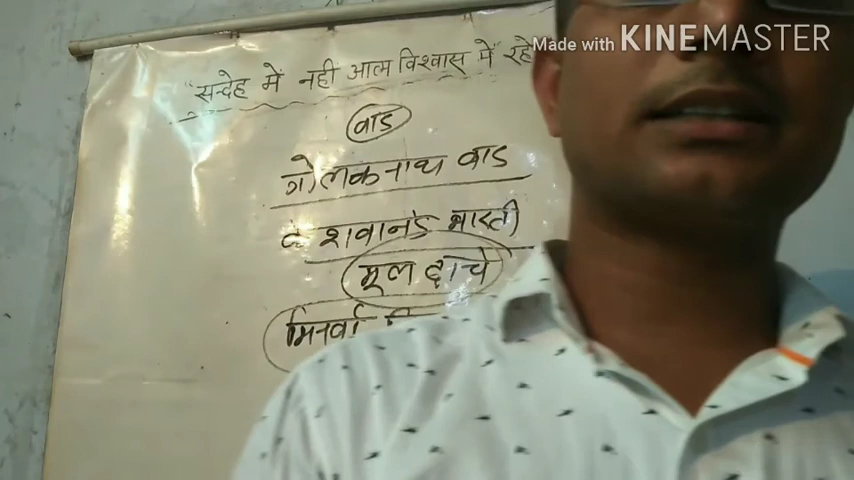 Made with KINEMASTER
"सन्देह में नही आत्म विश्वास में" रहे
वाड
गोलकनाथ वाड
केशवानंद भारती
मूल ढाचे
मिनर्वा